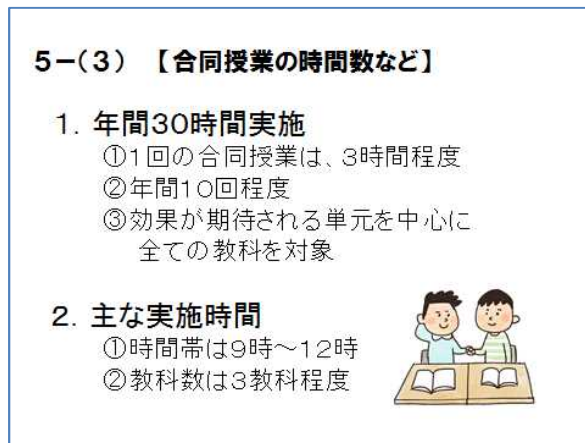 5－(3) 【合同授業の時間数など】
1．年間30時間実施
①1回の合同授業は、3時間程度
②年間10回程度
③効果が期待される単元を中心に
全ての教科を対象
2．主な実施時間
①時間帯は9時～12時
②教科数は3教科程度